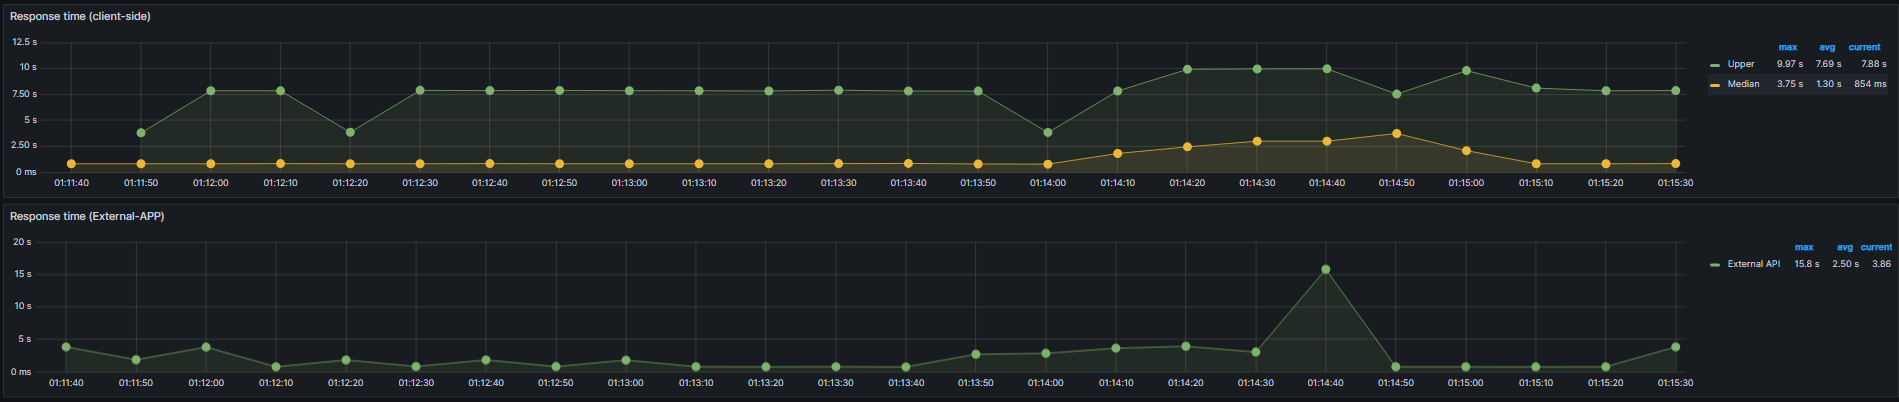 Response time (client-side)
12.5 s
10 s
7.50 s
5 s
2.50 s
0 ms
01:11:40 01:11:50 01:12:00 01:12:10 01:12:20 01:12:30 01:12:40 01:12:50 01:13:00 01:13:10 01:13:20 01:13:30 01:13:40 01:13:50 01:14:00 01:14:10 01:14:20 01:14:30 01:14:40 01:14:50 01:15:00 01:15:10 01:15:20 01:15:30
max avg current
Upper 9.97 s 7.69 s 7.88 s
Median 3.75 s 1.30 s 854 ms
Response time (External-APP)
20 s
15 s
10 s
5 s
0 ms
01:11:40 01:11:50 01:12:00 01:12:10 01:12:20 01:12:30 01:12:40 01:12:50 01:13:00 01:13:10 01:13:20 01:13:30 01:13:40 01:13:50 01:14:00 01:14:10 01:14:20 01:14:30 01:14:40 01:14:50 01:15:00 01:15:10 01:15:20 01:15:30
max avg current
External API 15.8 s 2.50 s 3.86